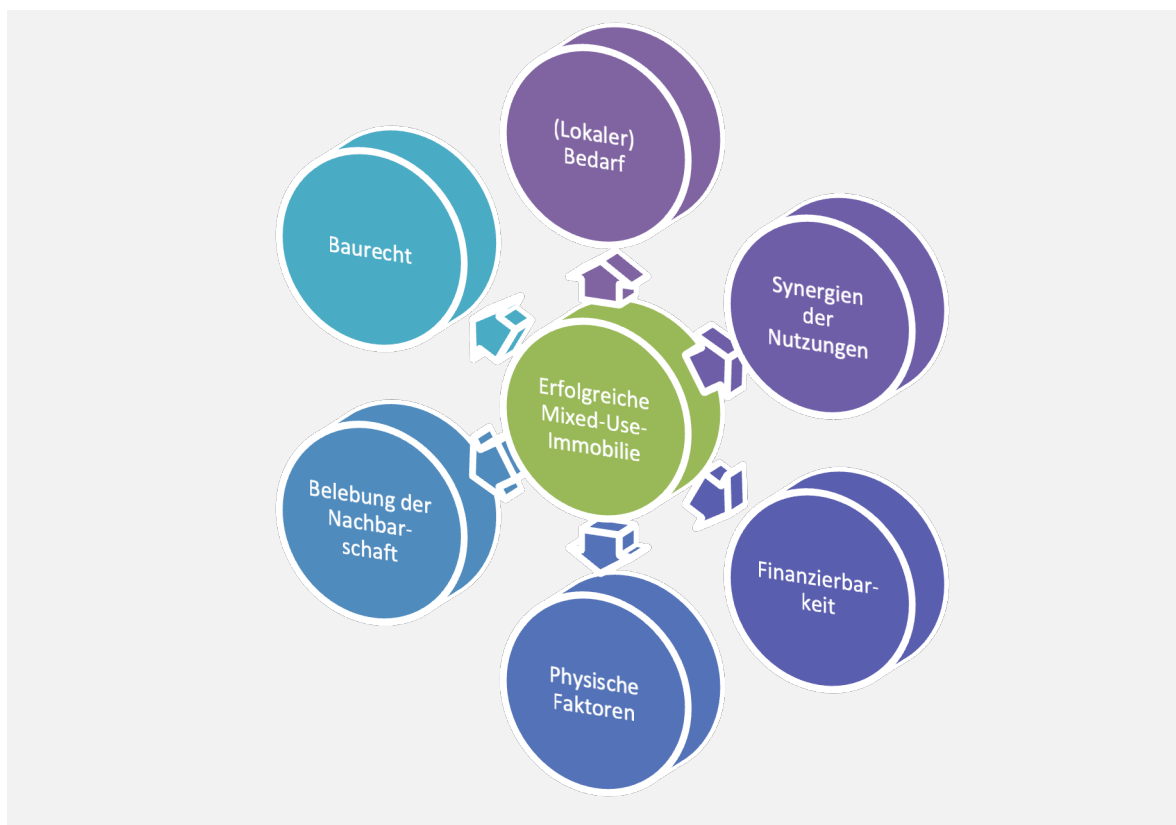 (Lokaler)
Bedarf
Baurecht
Synergien
der
Nutzungen
Erfolgreiche
Mixed-Use-
Immobilie
Belebung der
Nachbar-
schaft
Finanzierbar-
keit
Physische
Faktoren